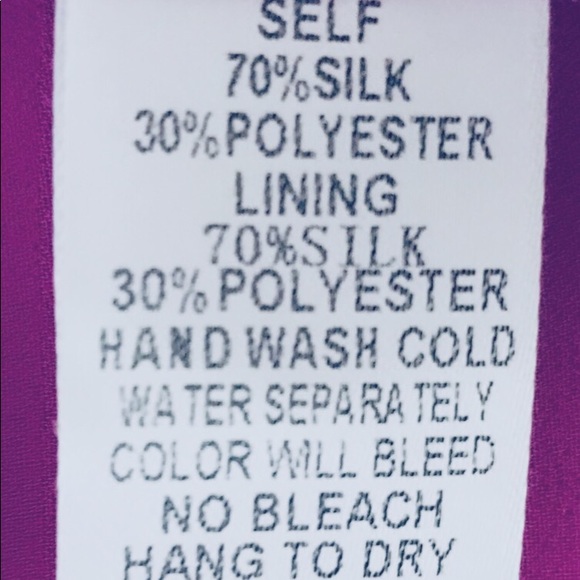 SELF
70%SILK
30%POLYESTER
LINING
70%SILK
30%POLYESTER
HAND WASH COLD
WATER SEPARATELY
COLOR WILL BLEED
NO BLEACH
HANG TO DRY